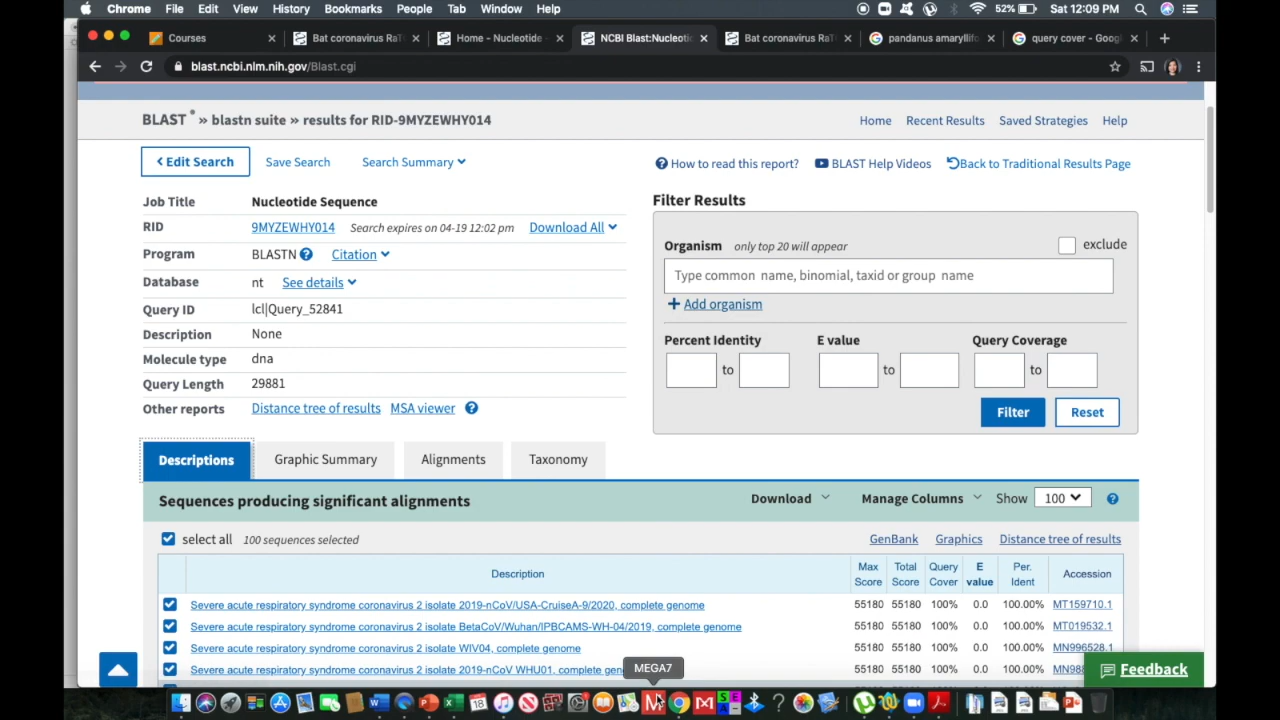 Chrome File Edit View History Bookmarks People Tab Window Help 52% Sat 12:09 PM
Courses Bat coronavirus RaT Home - Nucleotide - NCBI Blast:Nucleoti Bat coronavirus RaT pandanus amaryllif query cover - Goog
blast.ncbi.nlm.nih.gov/Blast.cgi
BLAST ® » blastn suite » results for RID-9MYZEWHY014 Home Recent Results Saved Strategies Help
< Edit Search Save Search Search Summary How to read this report? BLAST Help Videos Back to Traditional Results Page
Job Title Nucleotide Sequence
RID 9MYZEWHY014 Search expires on 04-19 12:02 pm Download All
Program BLASTN ? Citation
Database nt See details
Query ID lcl|Query_52841
Description None
Molecule type dna
Query Length 29881
Other reports Distance tree of results MSA viewer ?
Filter Results
Organism only top 20 will appear exclude
Type common name, binomial, taxid or group name
+ Add organism
Percent Identity E value Query Coverage
to to to
Filter Reset
Descriptions Graphic Summary Alignments Taxonomy
Sequences producing significant alignments Download Manage Columns Show 100 ?
select all 100 sequences selected GenBank Graphics Distance tree of results
Description Max Score Total Score Query Cover E value Per. Ident Accession
Severe acute respiratory syndrome coronavirus 2 isolate 2019-nCoV/USA-CruiseA-9/2020, complete genome 55180 55180 100% 0.0 100.00% MT159710.1
Severe acute respiratory syndrome coronavirus 2 isolate BetaCoV/Wuhan/IPBCAMS-WH-04/2019, complete genome 55180 55180 100% 0.0 100.00% MT019532.1
Severe acute respiratory syndrome coronavirus 2 isolate WIV04, complete genome 55180 55180 100% 0.0 100.00% MN996528.1
Severe acute respiratory syndrome coronavirus 2 isolate 2019-nCoV WHU01, complete gen 55180 55180 100% 0.0 100.00% MN98
MEGA7
Feedback